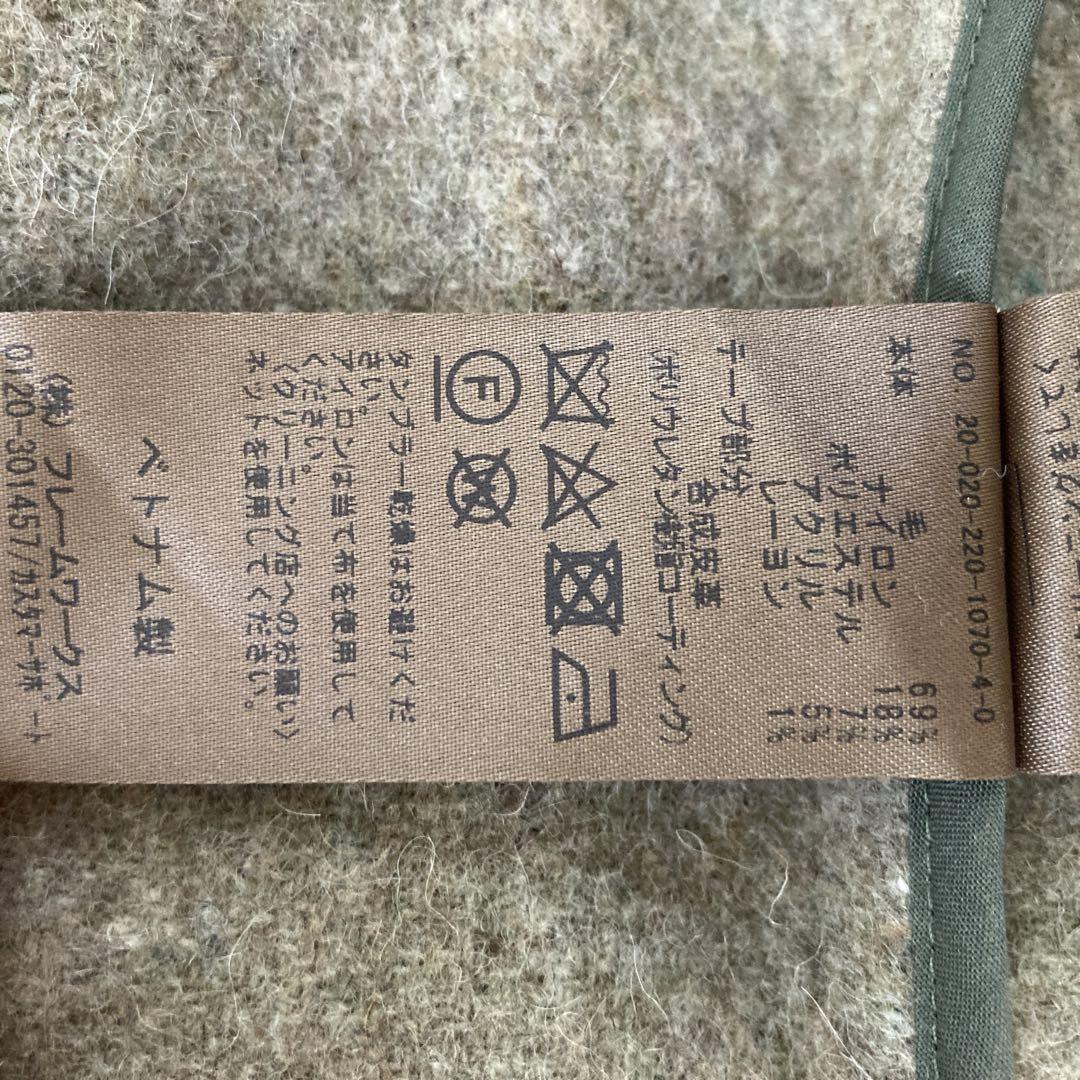 NO 20-020-220-1070-4-0
本体
毛 69%
ナイロン 18%
ポリエステル 7%
アクリル 5%
レーヨン 1%
テープ部分
合成皮革
(ポリウレタン樹脂コーティング)
F
タンブラー乾燥はお避けくだ
さい。
アイロンは当て布を使用して
ください。
(クリーニング店へのお願い)
ネットを使用してください。
ベトナム製
(株)フレームワークス
0120-301457/カスタマーサポート